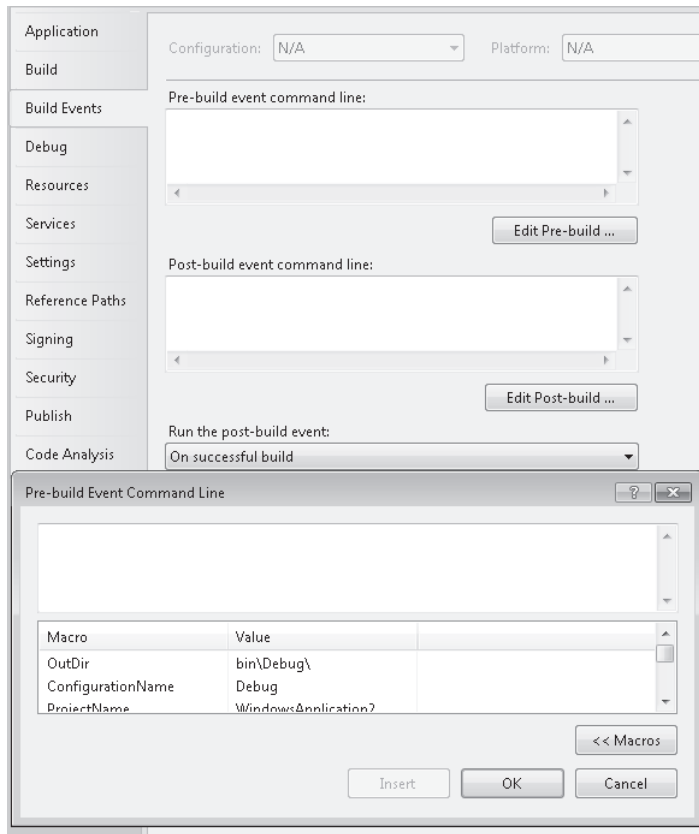 Application
Build
Build Events
Debug
Resources
Services
Settings
Reference Paths
Signing
Security
Publish
Code Analysis
Configuration: N/A Platform: N/A
Pre-build event command line:
Edit Pre-build ...
Post-build event command line:
Edit Post-build ...
Run the post-build event:
On successful build
Pre-build Event Command Line
Macro Value
OutDir bin\Debug\
ConfigurationName Debug
ProjectName WindowsApplication2
<< Macros
Insert OK Cancel